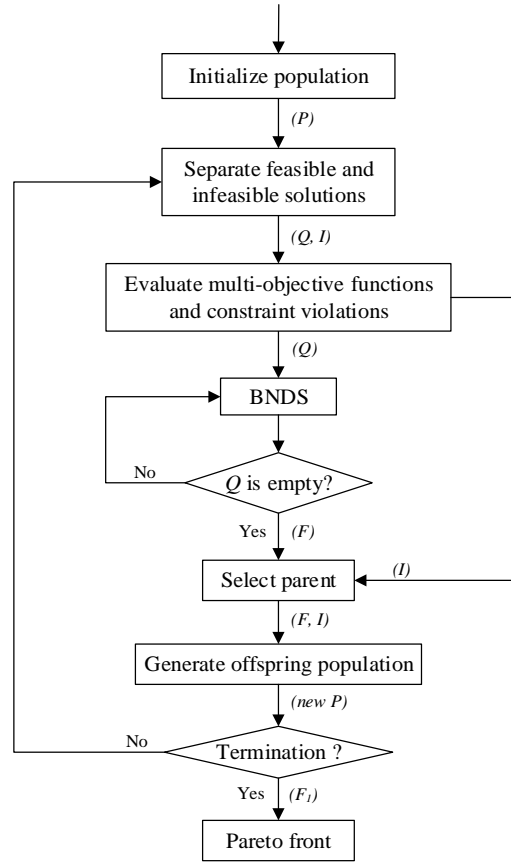 Initialize population
(P)
Separate feasible and
infeasible solutions
(Q, I)
Evaluate multi-objective functions
and constraint violations
(Q)
BNDS
No
Q is empty?
Yes
(F)
Select parent
(I)
(F, I)
Generate offspring population
(new P)
No
Termination ?
Yes
(F₁)
Pareto front